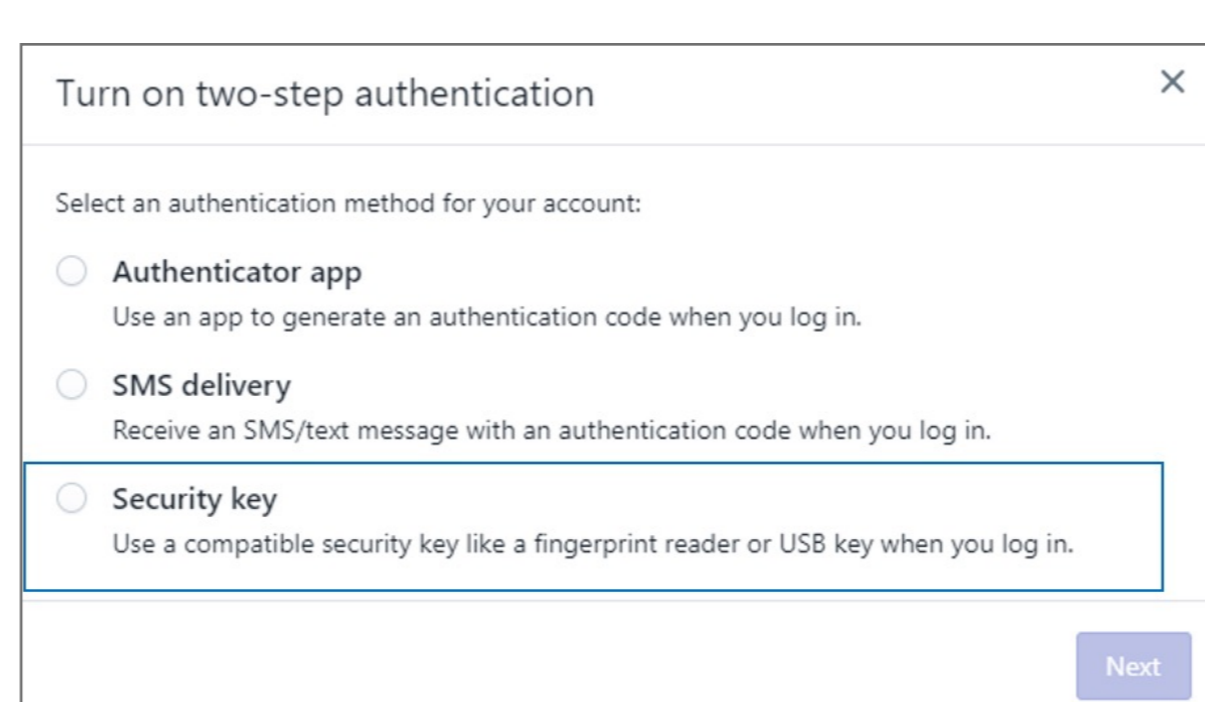 Turn on two-step authentication
Select an authentication method for your account:
Authenticator app
Use an app to generate an authentication code when you log in.
SMS delivery
Receive an SMS/text message with an authentication code when you log in.
Security key
Use a compatible security key like a fingerprint reader or USB key when you log in.
Next